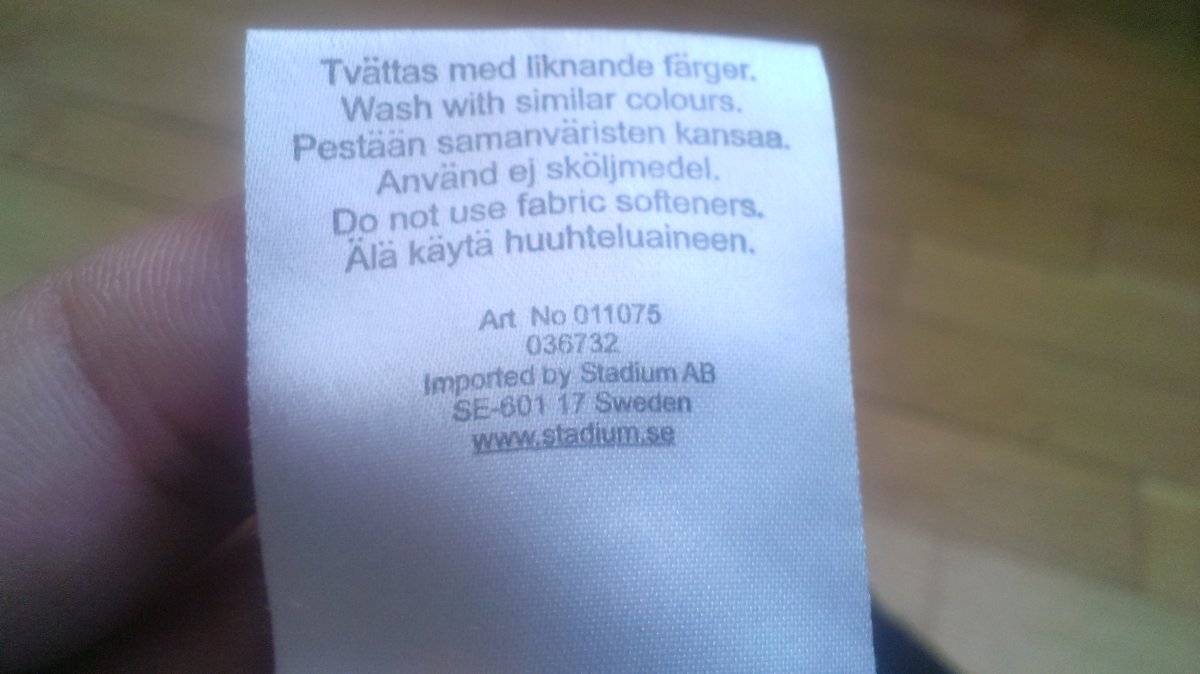 Tvättas med liknande färger.
Wash with similar colours.
Pestään samanväristen kansaa.
Använd ej sköljmedel.
Do not use fabric softeners.
Älä käytä huuhteluaineen.
Art No 011075
036732
Imported by Stadium AB
SE-601 17 Sweden
www.stadium.se